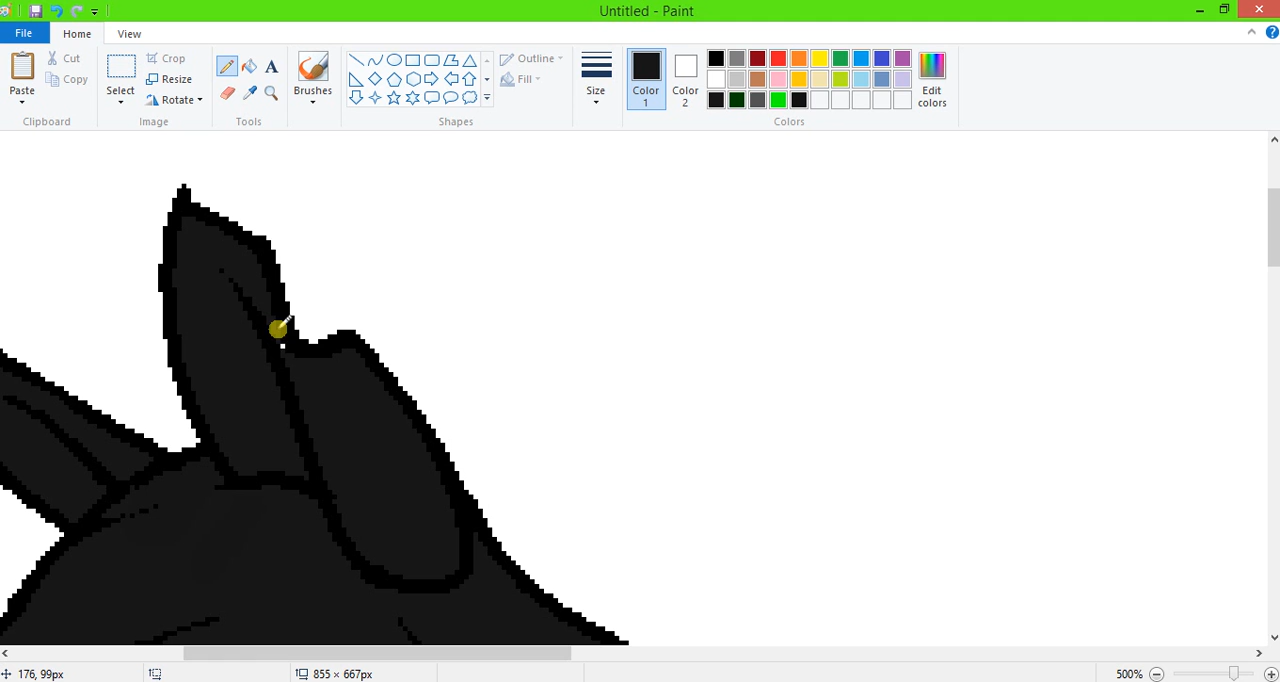 Untitled - Paint
File Home View
Paste
Cut
Copy
Clipboard
Select
Crop
Resize
Rotate
Image
A
Tools
Brushes
Outline
Fill
Shapes
Size
Color
1
Color
2
Edit
colors
Colors
176, 99px
855 × 667px
500%